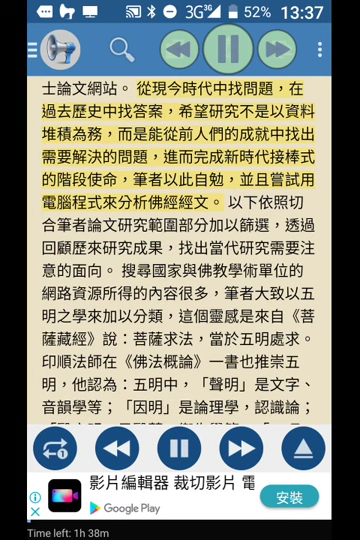 3G 3G 52% 13:37
士論文網站。 從現今時代中找問題，在
過去歷史中找答案，希望研究不是以資料
堆積為務，而是能從前人們的成就中找出
需要解決的問題，進而完成新時代接棒式
的階段使命，筆者以此自勉，並且嘗試用
電腦程式來分析佛經經文。 以下依照切
合筆者論文研究範圍部分加以篩選，透過
回顧歷來研究成果，找出當代研究需要注
意的面向。 搜尋國家與佛教學術單位的
網路資源所得的內容很多，筆者大致以五
明之學來加以分類，這個靈感是來自《菩
薩藏經》說：菩薩求法，當於五明處求。
印順法師在《佛法概論》一書也推崇五
明，他認為：五明中，「聲明」是文字、
音韻學等；「因明」是論理學，認識論；
1
影片編輯器 裁切影片 電
Google Play
安裝
Time left: 1h 38m